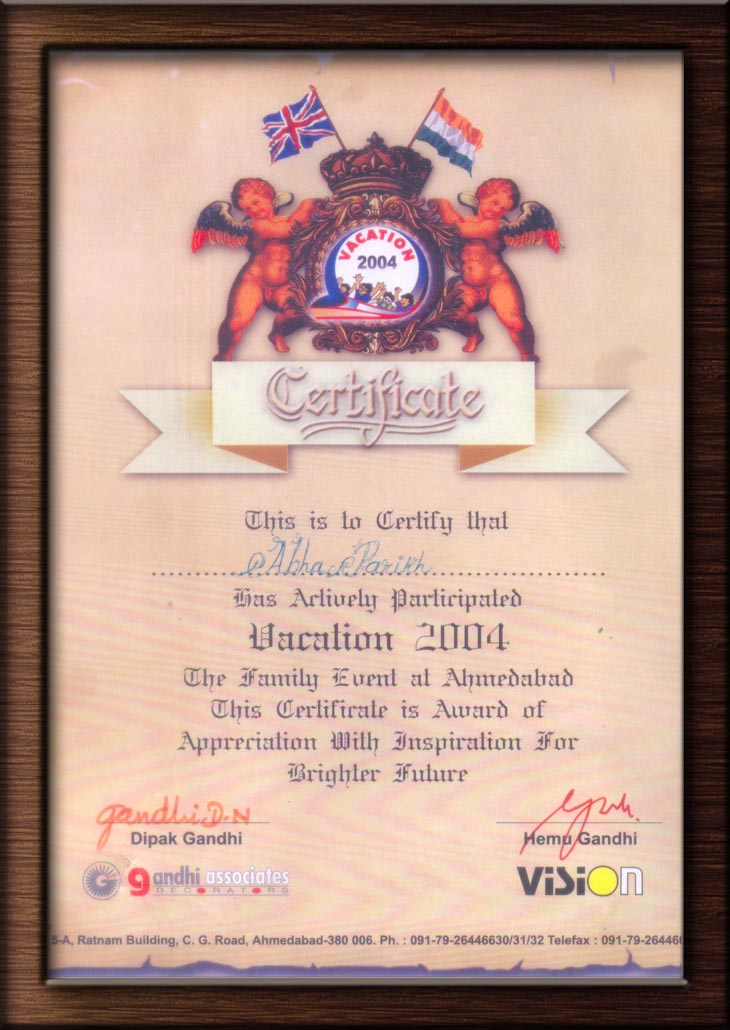 VACATION
2004
Certificate
This is to Certify that
Abha Parikh
Has Actively Participated
Vacation 2004
The Family Event at Ahmedabad
This Certificate is Award of
Appreciation With Inspiration For
Brighter Future
gandhi D.N
Dipak Gandhi
Hemu Gandhi
gandhi associates
DECORATORS
ViSiON
5-A, Ratnam Building, C. G. Road, Ahmedabad-380 006. Ph. : 091-79-26446630/31/32 Telefax : 091-79-26446